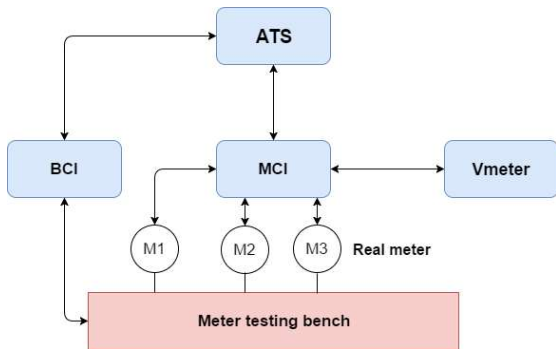 ATS
BCI
MCI
Vmeter
M1
M2
M3
Real meter
Meter testing bench